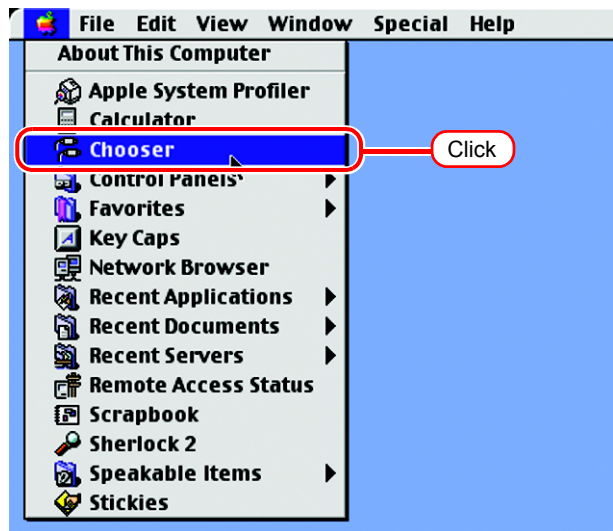 File Edit View Window Special Help
About This Computer
Apple System Profiler
Calculator
Chooser
Click
Control Panels
Favorites
Key Caps
Network Browser
Recent Applications
Recent Documents
Recent Servers
Remote Access Status
Scrapbook
Sherlock 2
Speakable Items
Stickies